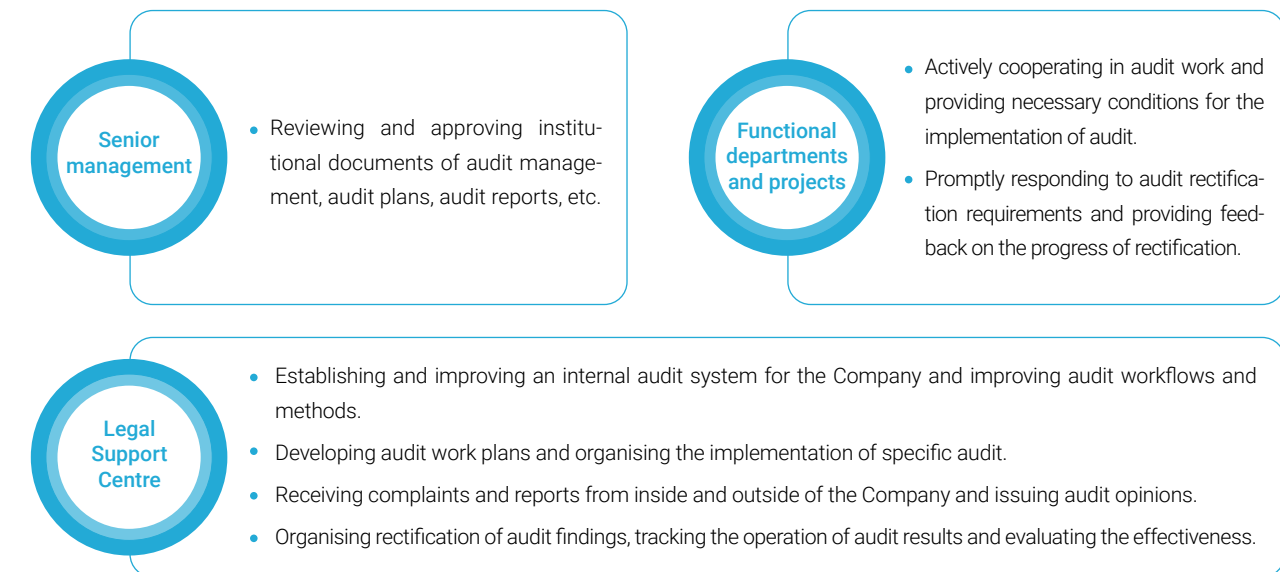 Senior
management
• Reviewing and approving institu-
tional documents of audit manage-
ment, audit plans, audit reports, etc.
Functional
departments
and projects
• Actively cooperating in audit work and
providing necessary conditions for the
implementation of audit.
• Promptly responding to audit rectifica-
tion requirements and providing feed-
back on the progress of rectification.
Legal
Support
Centre
• Establishing and improving an internal audit system for the Company and improving audit workflows and
methods.
• Developing audit work plans and organising the implementation of specific audit.
• Receiving complaints and reports from inside and outside of the Company and issuing audit opinions.
• Organising rectification of audit findings, tracking the operation of audit results and evaluating the effectiveness.